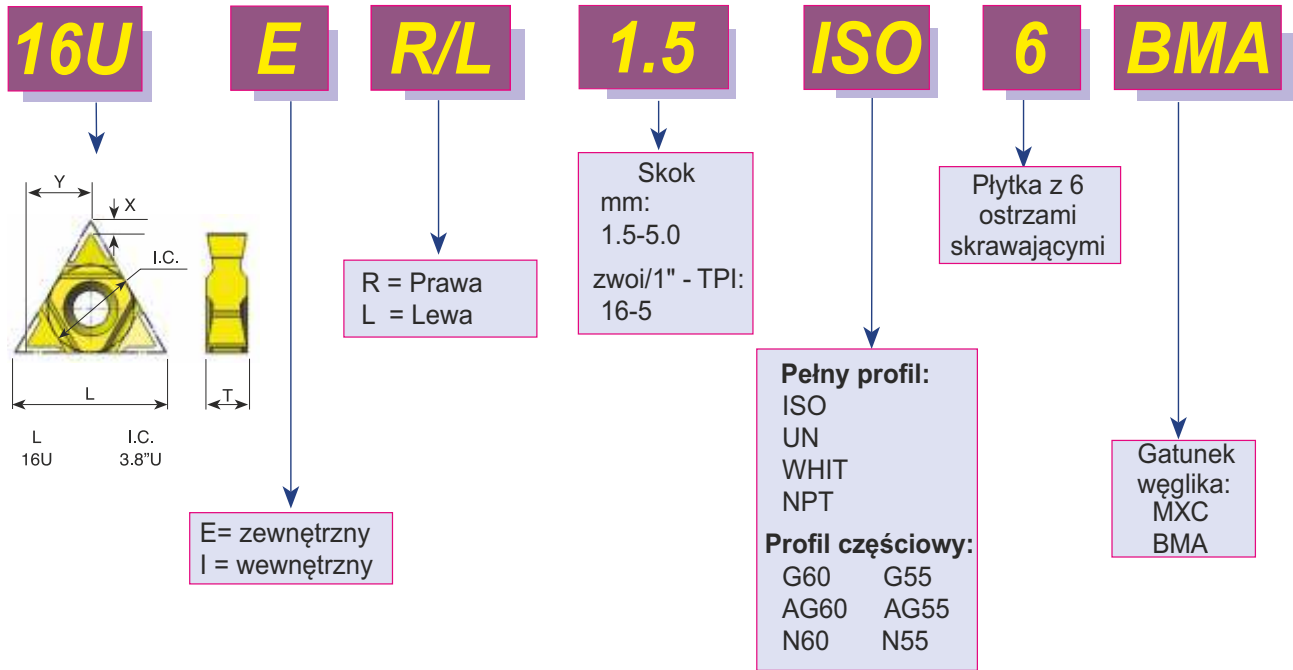 16U E R/L 1.5 ISO 6 BMA
Y
X
I.C.
L
T
L I.C.
16U 3.8"U
E= zewnętrzny
I = wewnętrzny
R = Prawa
L = Lewa
Skok
mm:
1.5-5.0
zwoi/1" - TPI:
16-5
Pełny profil:
ISO
UN
WHIT
NPT
Profil częściowy:
G60 G55
AG60 AG55
N60 N55
Płytka z 6
ostrzami
skrawającymi
Gatunek
węglika:
MXC
BMA